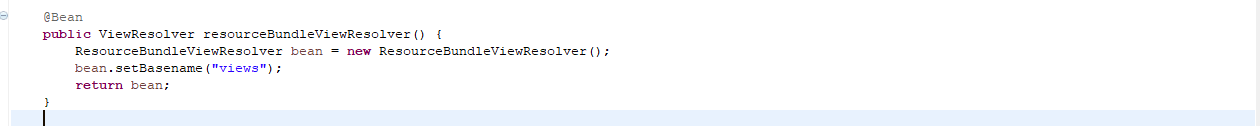 @Bean
public ViewResolver resourceBundleViewResolver() {
    ResourceBundleViewResolver bean = new ResourceBundleViewResolver();
    bean.setBasename("views");
    return bean;
}